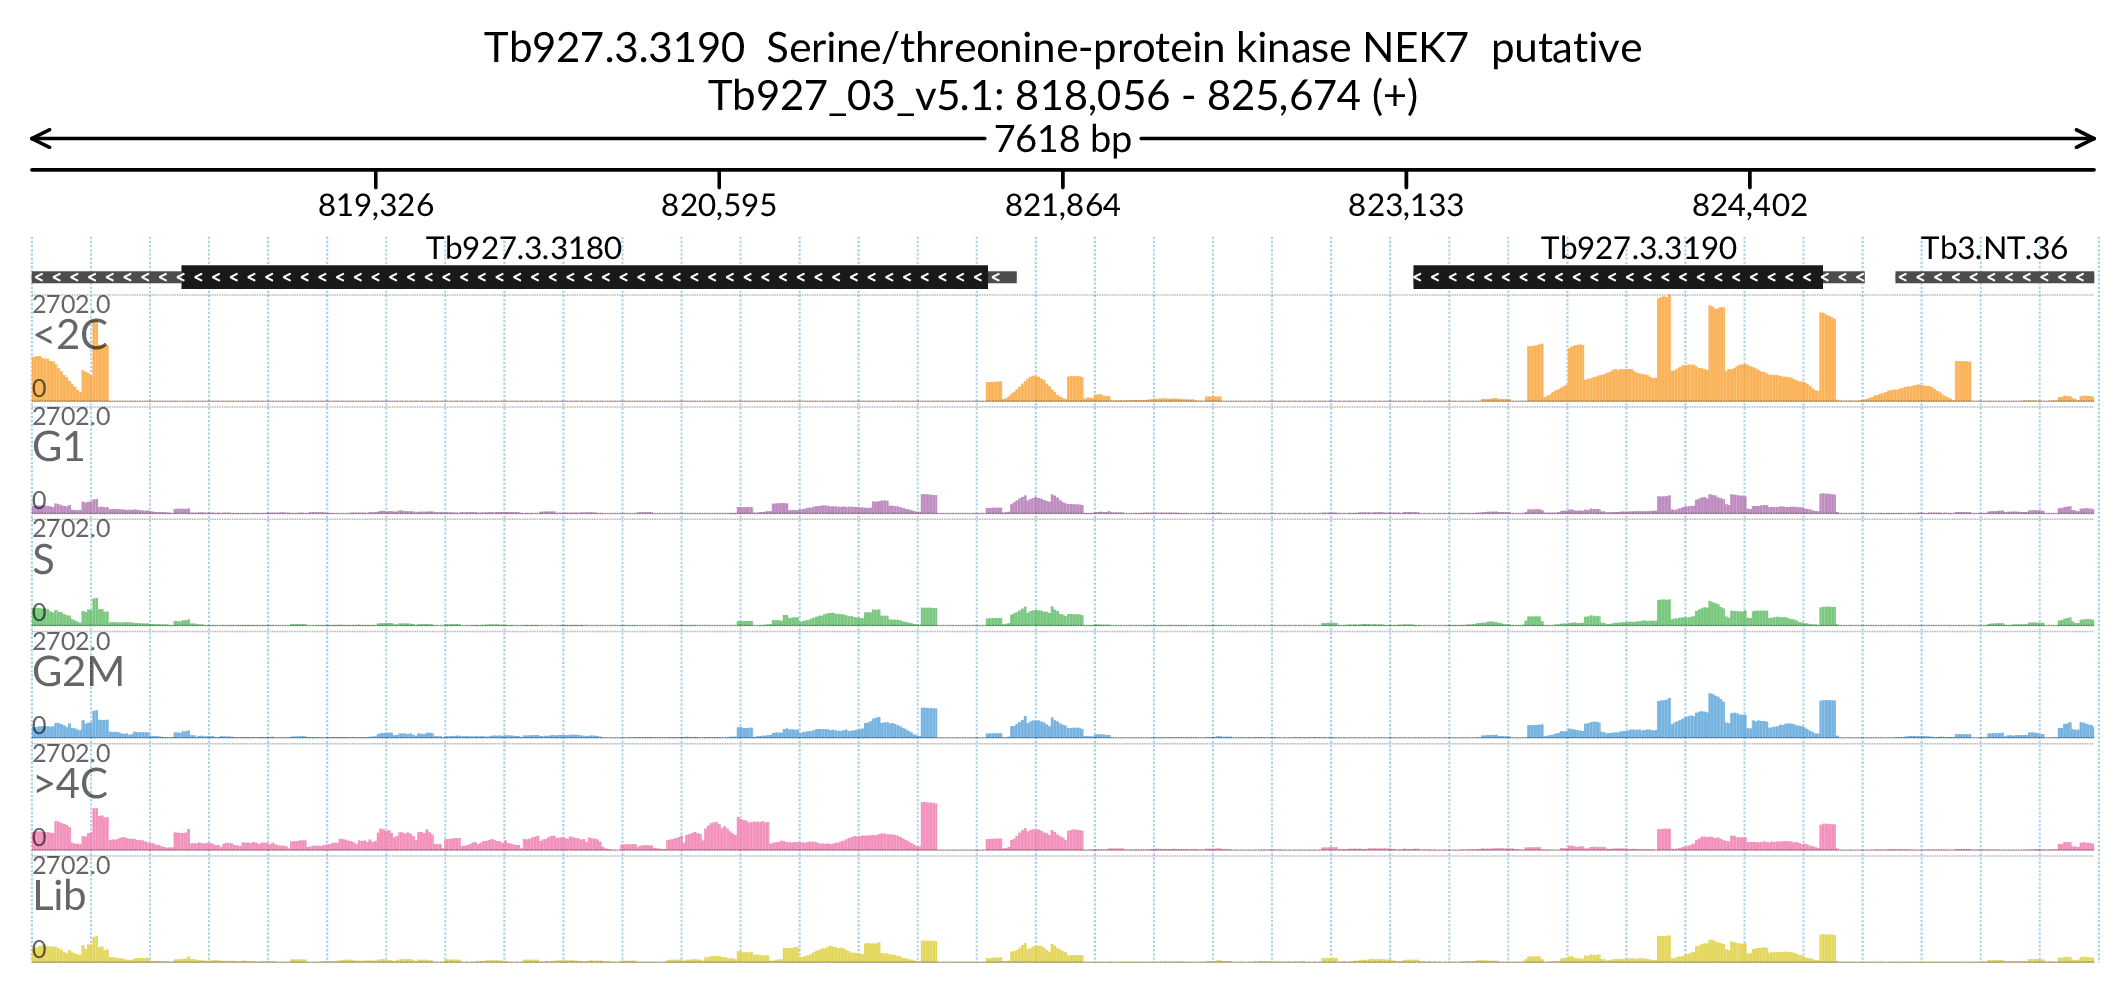 Tb927.3.3190 Serine/threonine-protein kinase NEK7 putative
Tb927_03_v5.1: 818,056 - 825,674 (+)
7618 bp
819,326 820,595 821,864 823,133 824,402
Tb927.3.3180 Tb927.3.3190 Tb3.NT.36
2702.0
<2C
0
2702.0
G1
0
2702.0
S
0
2702.0
G2M
0
2702.0
>4C
0
2702.0
Lib
0